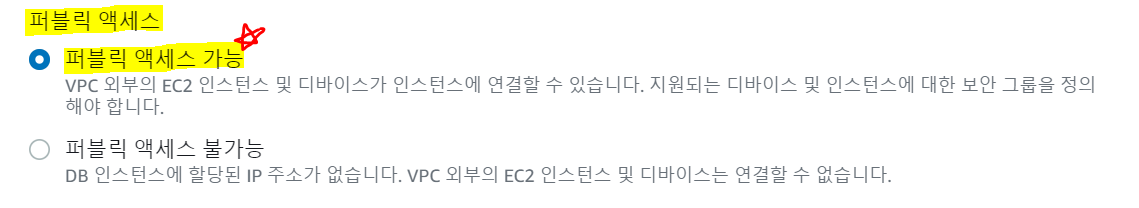 퍼블릭 액세스
퍼블릭 액세스 가능
VPC 외부의 EC2 인스턴스 및 디바이스가 인스턴스에 연결할 수 있습니다. 지원되는 디바이스 및 인스턴스에 대한 보안 그룹을 정의
해야 합니다.
퍼블릭 액세스 불가능
DB 인스턴스에 할당된 IP 주소가 없습니다. VPC 외부의 EC2 인스턴스 및 디바이스는 연결할 수 없습니다.